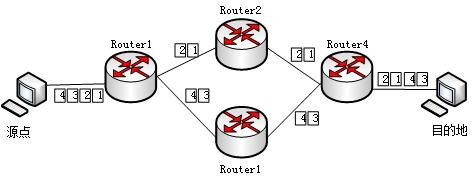 Router2
Router1
2 1
2 1
Router4
4 3 2 1
2 1 4 3
源点
4 3
4 3
目的地
Router1